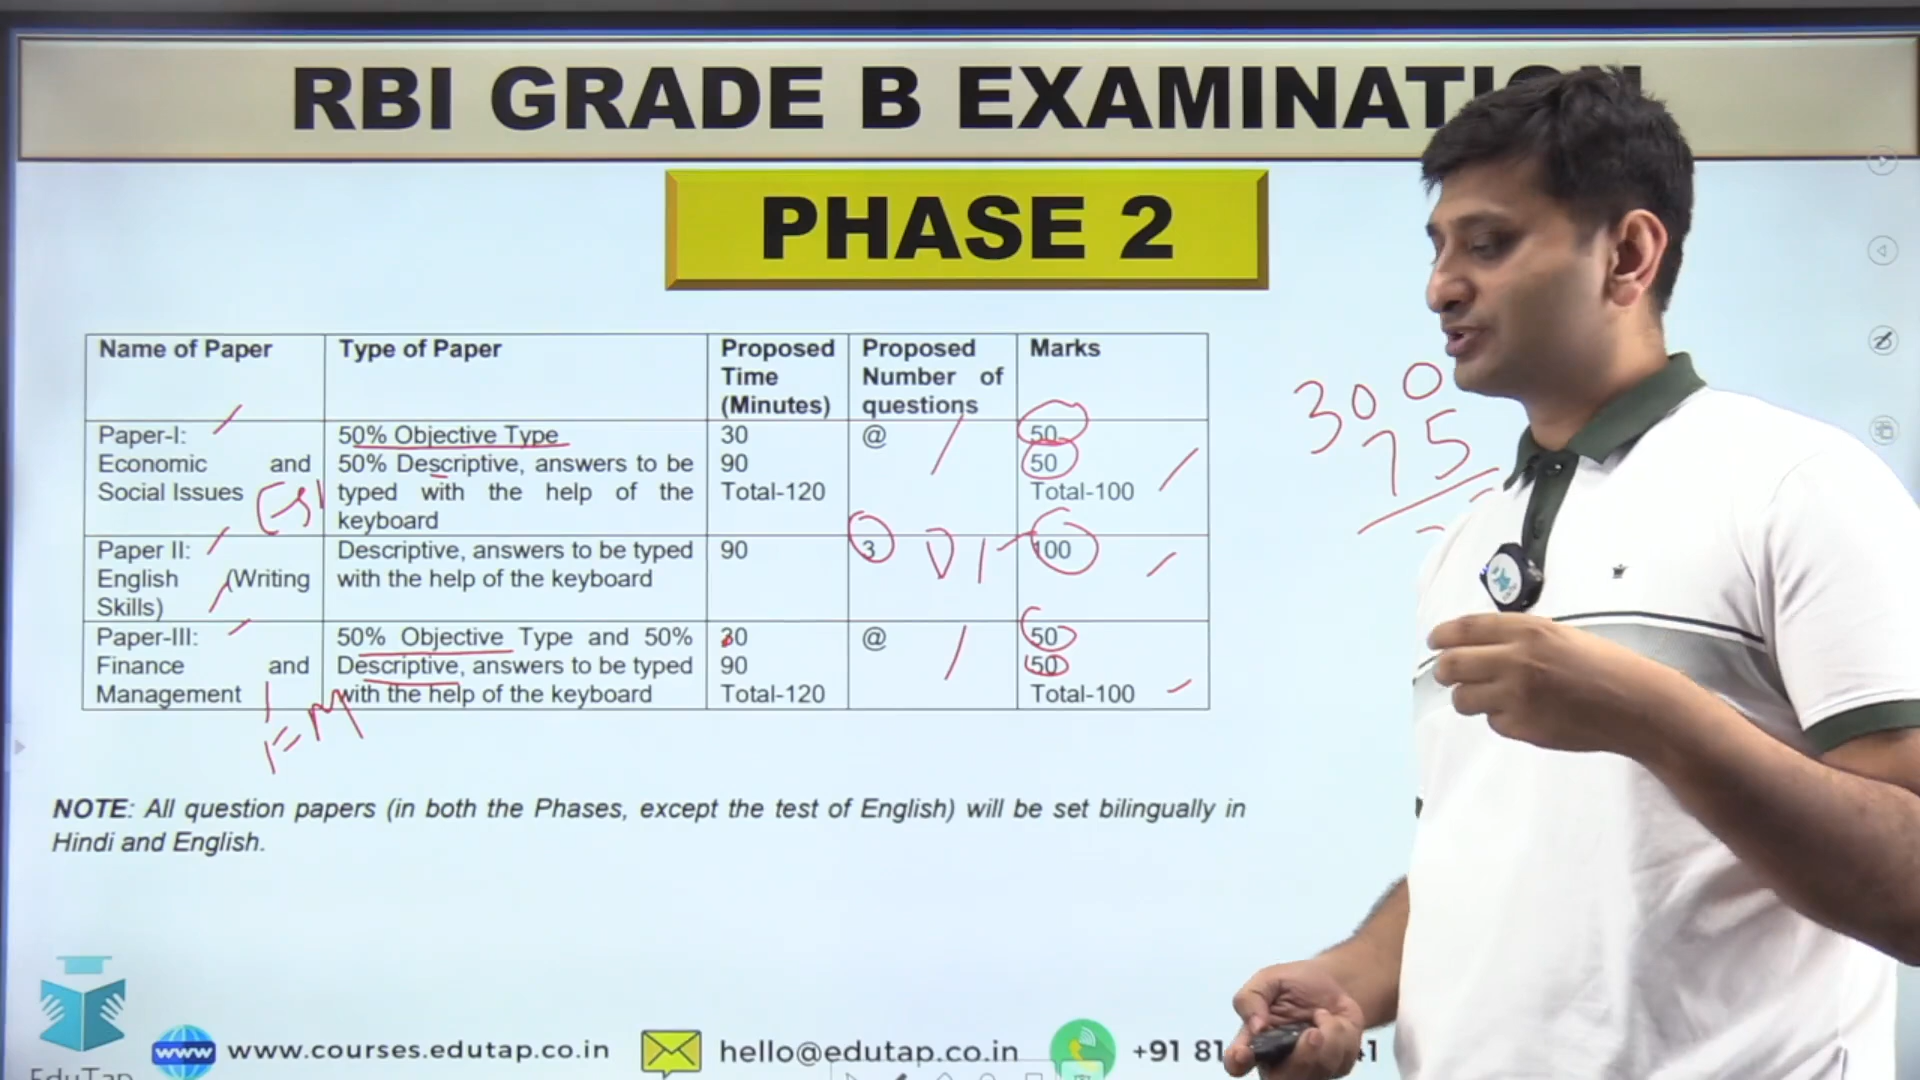 RBI GRADE B EXAMINATION
PHASE 2
Name of Paper
Type of Paper
Proposed Time (Minutes)
Proposed Number of questions
Marks
Paper-I:
Economic and
Social Issues
50% Objective Type
50% Descriptive, answers to be
typed with the help of the
keyboard
30
90
Total-120
@
50
50
Total-100
ESI
Paper II:
English (Writing
Skills)
Descriptive, answers to be typed
with the help of the keyboard
90
3
100
Paper-III:
Finance and
Management
50% Objective Type and 50%
Descriptive, answers to be typed
with the help of the keyboard
30
90
Total-120
@
50
50
Total-100
FM
300
75
NOTE: All question papers (in both the Phases, except the test of English) will be set bilingually in
Hindi and English.
EduTap
www
www.courses.edutap.co.in
hello@edutap.co.in
+91 81
41